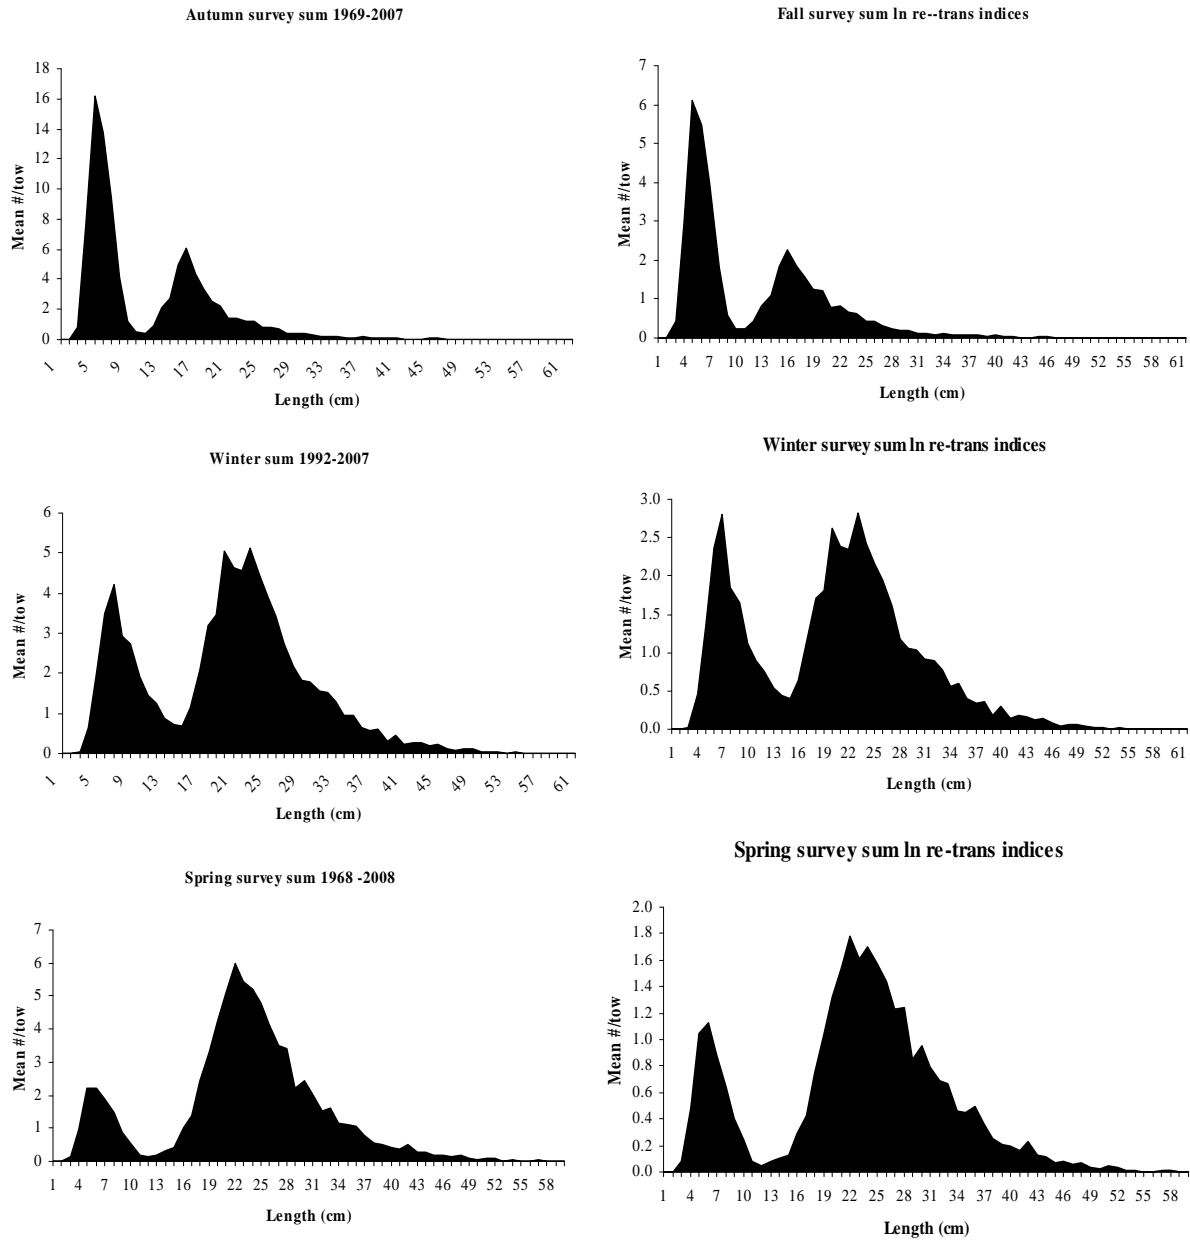 Autumn survey sum 1969-2007
18
16
14
12
10
8
6
4
2
0
Mean #/tow
1 5 9 13 17 21 25 29 33 37 41 45 49 53 57 61
Length (cm)
Fall survey sum ln re--trans indices
7
6
5
4
3
2
1
0
Mean #/tow
1 4 7 10 13 16 19 22 25 28 31 34 37 40 43 46 49 52 55 58 61
Length (cm)
Winter sum 1992-2007
6
5
4
3
2
1
0
Mean #/tow
1 5 9 13 17 21 25 29 33 37 41 45 49 53 57 61
Length (cm)
Winter survey sum ln re-trans indices
3.0
2.5
2.0
1.5
1.0
0.5
0.0
Mean #/tow
1 4 7 10 13 16 19 22 25 28 31 34 37 40 43 46 49 52 55 58 61
Length (cm)
Spring survey sum 1968 -2008
7
6
5
4
3
2
1
0
Mean #/tow
1 4 7 10 13 16 19 22 25 28 31 34 37 40 43 46 49 52 55 58
Length (cm)
Spring survey sum ln re-trans indices
2.0
1.8
1.6
1.4
1.2
1.0
0.8
0.6
0.4
0.2
0.0
Mean #/tow
1 4 7 10 13 16 19 22 25 28 31 34 37 40 43 46 49 52 55 58
Length (cm)